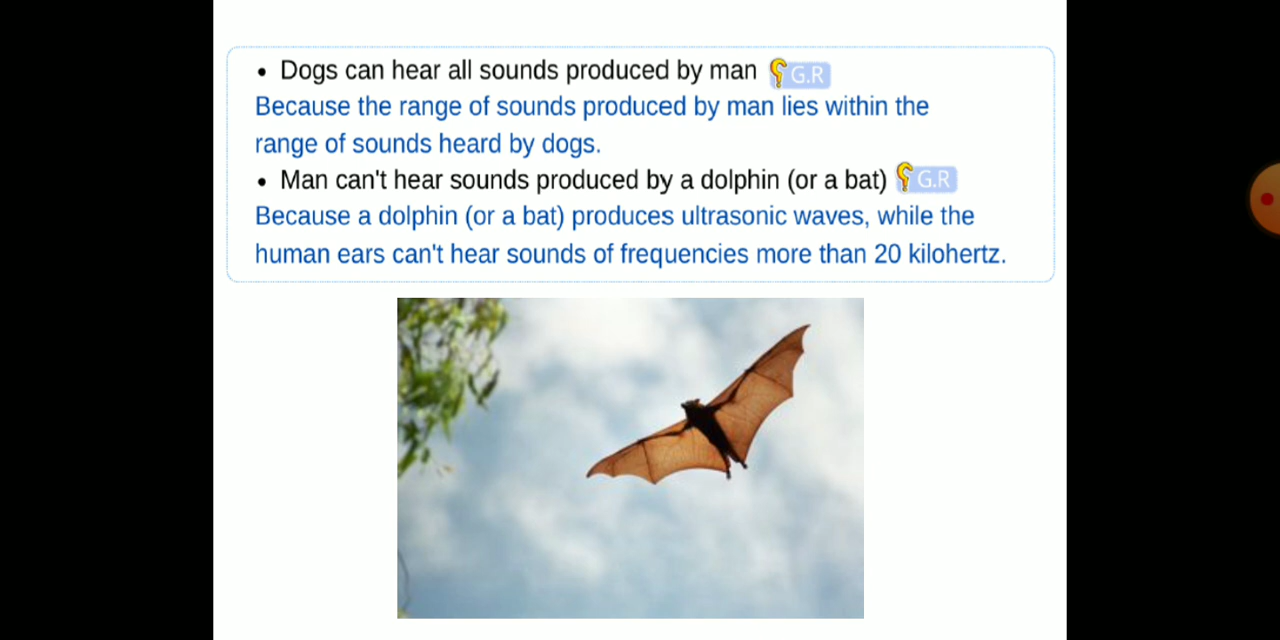 • Dogs can hear all sounds produced by man G.R
Because the range of sounds produced by man lies within the
range of sounds heard by dogs.
• Man can't hear sounds produced by a dolphin (or a bat) G.R
Because a dolphin (or a bat) produces ultrasonic waves, while the
human ears can't hear sounds of frequencies more than 20 kilohertz.